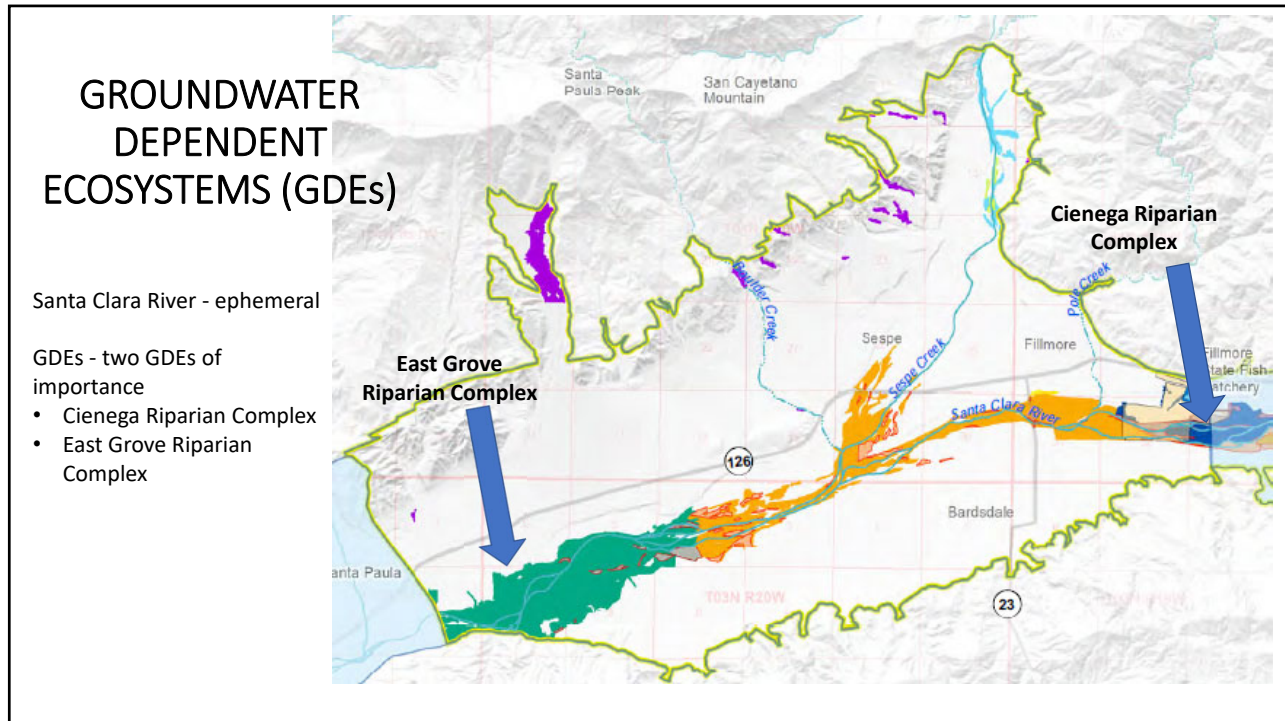 GROUNDWATER
DEPENDENT
ECOSYSTEMS (GDEs)
Santa Clara River - ephemeral
GDEs - two GDEs of
importance
• Cienega Riparian Complex
• East Grove Riparian
Complex
Santa
Paula Peak
San Cayetano
Mountain
Cienega Riparian
Complex
Boulder Creek
Pole Creek
Sespe
Sespe Creek
Fillmore
Fillmore
State Fish
Hatchery
East Grove
Riparian Complex
Santa Clara River
126
Bardsdale
anta Paula
T03N R20W
23